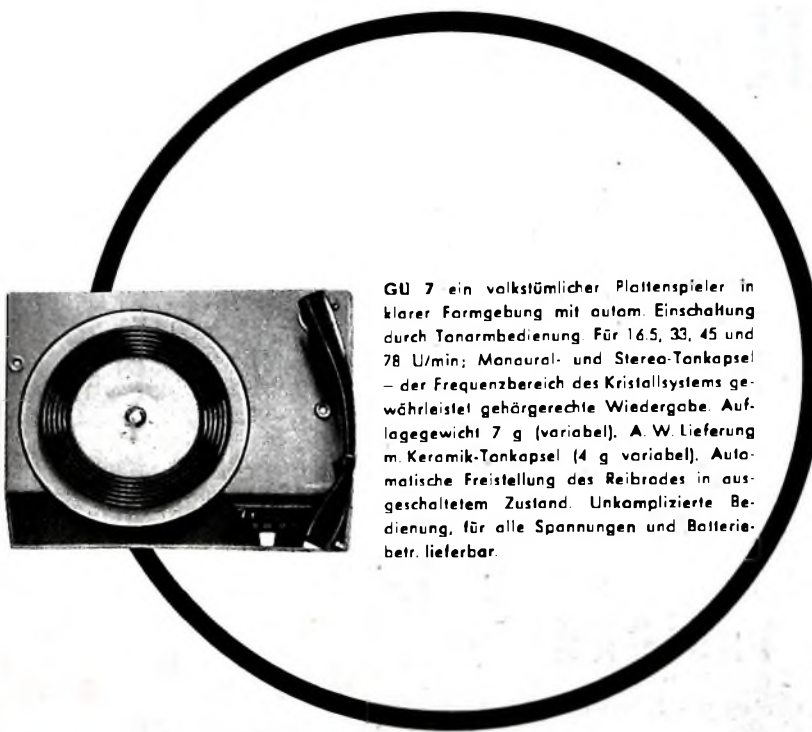 GU 7 ein volkstümlicher Plattenspieler in
klarer Formgebung mit autom. Einschaltung
durch Tonarmbedienung. Für 16.5, 33, 45 und
78 U/min; Monaural- und Stereo-Tonkapsel
– der Frequenzbereich des Kristallsystems ge-
währleistet gehörgerechte Wiedergabe. Auf-
lagegewicht 7 g (variabel). A. W. Lieferung
m. Keramik-Tonkapsel (4 g variabel). Auto-
matische Freistellung des Reibrades in aus-
geschaltetem Zustand. Unkomplizierte Be-
dienung, für alle Spannungen und Batterie-
betr. lieferbar.